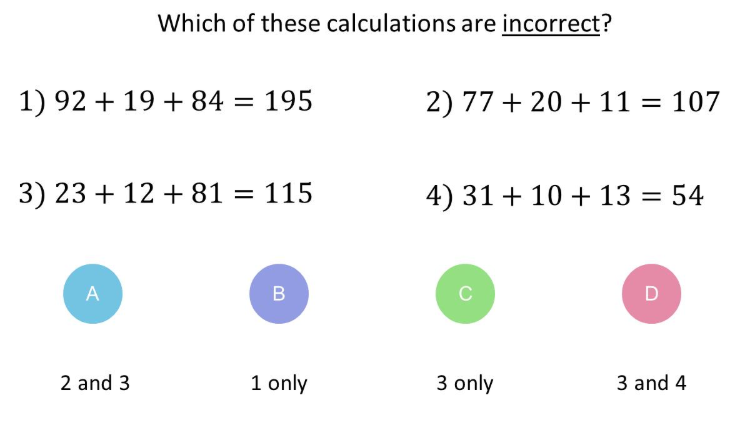 Which of these calculations are incorrect?
1) 92 + 19 + 84 = 195
2) 77 + 20 + 11 = 107
3) 23 + 12 + 81 = 115
4) 31 + 10 + 13 = 54
A
B
C
D
2 and 3
1 only
3 only
3 and 4